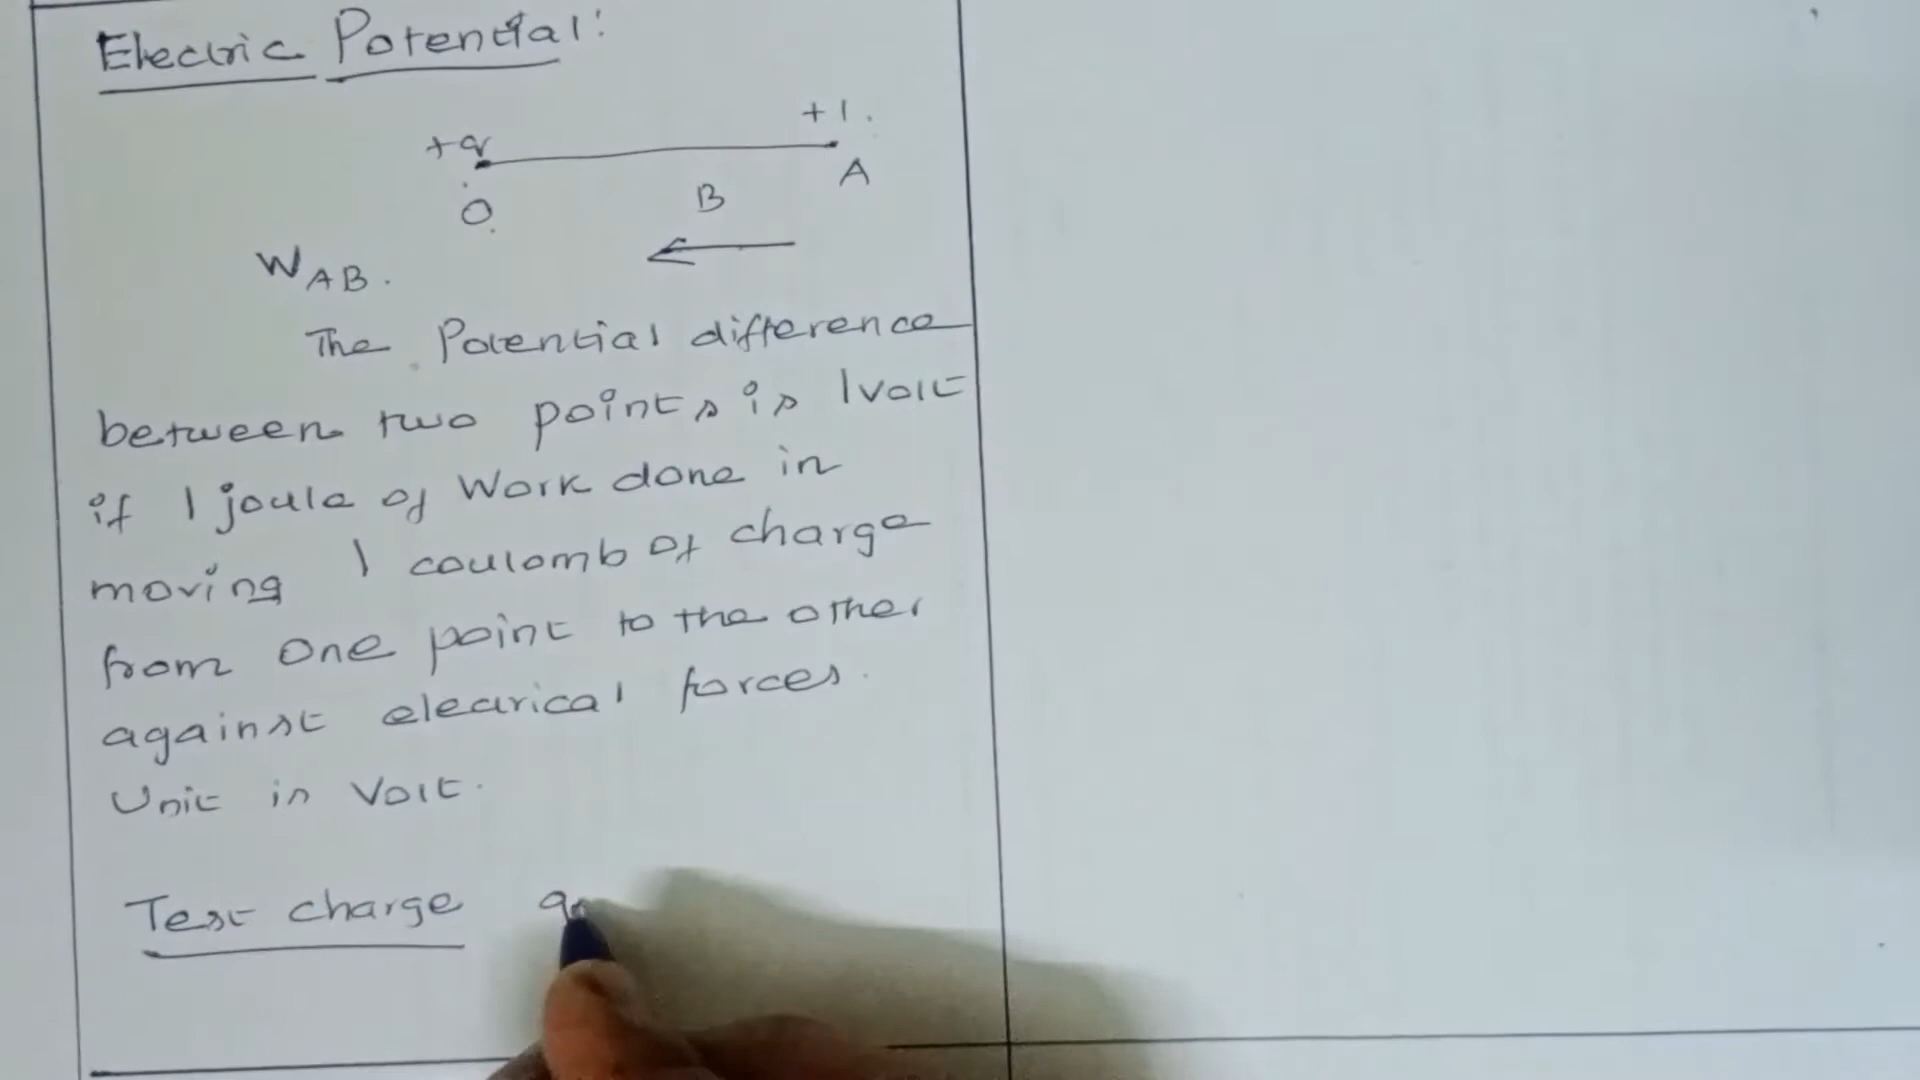 Electric Potential:
+q +1.
O B A
WAB.
The Potential difference
between two points is 1volt
if 1 joule of Work done in
moving 1 coulomb of charge
from One point to the other
against electrical forces.
Unit is Volt.
Test charge